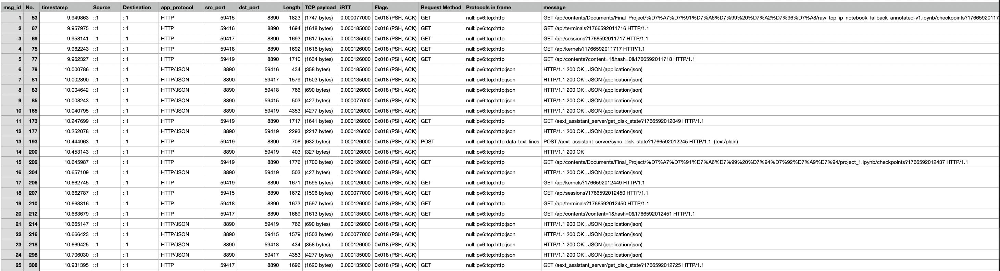 msg_id No. timestamp Source Destination app_protocol src_port dst_port Length TCP payload iRTT Flags Request Method Protocols in frame message
1 53 9.949863 ::1 ::1 HTTP 59415 8890 1823 (1747 bytes) 0.000077000 0x018 (PSH, ACK) GET null:ipv6:tcp:http GET /api/contents/Documents/Final_Project/%D7%A7%D7%91%D7%A6%D7%99%20%D7%A2%D7%96%D7%A8/raw_tcp_ip_notebook_fallback_annotated-v1.ipynb/checkpoints?17665920117
2 67 9.957975 ::1 ::1 HTTP 59416 8890 1694 (1618 bytes) 0.000185000 0x018 (PSH, ACK) GET null:ipv6:tcp:http GET /api/terminals?1766592011716 HTTP/1.1
3 69 9.958141 ::1 ::1 HTTP 59417 8890 1693 (1617 bytes) 0.000135000 0x018 (PSH, ACK) GET null:ipv6:tcp:http GET /api/sessions?1766592011717 HTTP/1.1
4 75 9.962243 ::1 ::1 HTTP 59418 8890 1692 (1616 bytes) 0.000126000 0x018 (PSH, ACK) GET null:ipv6:tcp:http GET /api/kernels?1766592011717 HTTP/1.1
5 77 9.962327 ::1 ::1 HTTP 59419 8890 1710 (1634 bytes) 0.000126000 0x018 (PSH, ACK) GET null:ipv6:tcp:http GET /api/contents?content=1&hash=0&1766592011718 HTTP/1.1
6 79 10.000786 ::1 ::1 HTTP/JSON 8890 59416 434 (358 bytes) 0.000185000 0x018 (PSH, ACK) null:ipv6:tcp:http:json HTTP/1.1 200 OK , JSON (application/json)
7 81 10.002890 ::1 ::1 HTTP/JSON 8890 59417 1579 (1503 bytes) 0.000135000 0x018 (PSH, ACK) null:ipv6:tcp:http:json HTTP/1.1 200 OK , JSON (application/json)
8 83 10.004642 ::1 ::1 HTTP/JSON 8890 59418 766 (690 bytes) 0.000126000 0x018 (PSH, ACK) null:ipv6:tcp:http:json HTTP/1.1 200 OK , JSON (application/json)
9 85 10.008243 ::1 ::1 HTTP/JSON 8890 59415 503 (427 bytes) 0.000077000 0x018 (PSH, ACK) null:ipv6:tcp:http:json HTTP/1.1 200 OK , JSON (application/json)
10 165 10.040795 ::1 ::1 HTTP/JSON 8890 59419 4353 (4277 bytes) 0.000126000 0x018 (PSH, ACK) null:ipv6:tcp:http:json HTTP/1.1 200 OK , JSON (application/json)
11 173 10.247699 ::1 ::1 HTTP 59419 8890 1717 (1641 bytes) 0.000126000 0x018 (PSH, ACK) GET null:ipv6:tcp:http GET /aext_assistant_server/get_disk_state?1766592012049 HTTP/1.1
12 177 10.252078 ::1 ::1 HTTP/JSON 8890 59419 2293 (2217 bytes) 0.000126000 0x018 (PSH, ACK) null:ipv6:tcp:http:json HTTP/1.1 200 OK , JSON (application/json)
13 193 10.444963 ::1 ::1 HTTP 59419 8890 708 (632 bytes) 0.000126000 0x018 (PSH, ACK) POST null:ipv6:tcp:http:data-text-lines POST /aext_assistant_server/sync_disk_state?1766592012245 HTTP/1.1 (text/plain)
14 200 10.453143 ::1 ::1 HTTP 8890 59419 403 (327 bytes) 0.000126000 0x018 (PSH, ACK) null:ipv6:tcp:http HTTP/1.1 200 OK
15 202 10.645987 ::1 ::1 HTTP 59419 8890 1776 (1700 bytes) 0.000126000 0x018 (PSH, ACK) GET null:ipv6:tcp:http GET /api/contents/Documents/Final_Project/%D7%A7%D7%91%D7%A6%D7%99%20%D7%94%D7%92%D7%A9%D7%94/project_1.ipynb/checkpoints?1766592012437 HTTP/1.1
16 204 10.657109 ::1 ::1 HTTP/JSON 8890 59419 503 (427 bytes) 0.000126000 0x018 (PSH, ACK) null:ipv6:tcp:http:json HTTP/1.1 200 OK , JSON (application/json)
17 206 10.662745 ::1 ::1 HTTP 59419 8890 1671 (1595 bytes) 0.000126000 0x018 (PSH, ACK) GET null:ipv6:tcp:http GET /api/kernels?1766592012449 HTTP/1.1
18 207 10.662787 ::1 ::1 HTTP 59415 8890 1672 (1596 bytes) 0.000077000 0x018 (PSH, ACK) GET null:ipv6:tcp:http GET /api/sessions?1766592012450 HTTP/1.1
19 210 10.663316 ::1 ::1 HTTP 59418 8890 1673 (1597 bytes) 0.000126000 0x018 (PSH, ACK) GET null:ipv6:tcp:http GET /api/terminals?1766592012450 HTTP/1.1
20 212 10.663679 ::1 ::1 HTTP 59417 8890 1689 (1613 bytes) 0.000135000 0x018 (PSH, ACK) GET null:ipv6:tcp:http GET /api/contents?content=1&hash=0&1766592012451 HTTP/1.1
21 214 10.665147 ::1 ::1 HTTP/JSON 8890 59419 766 (690 bytes) 0.000126000 0x018 (PSH, ACK) null:ipv6:tcp:http:json HTTP/1.1 200 OK , JSON (application/json)
22 216 10.666423 ::1 ::1 HTTP/JSON 8890 59415 1579 (1503 bytes) 0.000077000 0x018 (PSH, ACK) null:ipv6:tcp:http:json HTTP/1.1 200 OK , JSON (application/json)
23 218 10.669425 ::1 ::1 HTTP/JSON 8890 59418 434 (358 bytes) 0.000126000 0x018 (PSH, ACK) null:ipv6:tcp:http:json HTTP/1.1 200 OK , JSON (application/json)
24 298 10.706030 ::1 ::1 HTTP/JSON 8890 59417 4353 (4277 bytes) 0.000135000 0x018 (PSH, ACK) null:ipv6:tcp:http:json HTTP/1.1 200 OK , JSON (application/json)
25 308 10.931395 ::1 ::1 HTTP 59417 8890 1696 (1620 bytes) 0.000135000 0x018 (PSH, ACK) GET null:ipv6:tcp:http GET /aext_assistant_server/get_disk_state?1766592012725 HTTP/1.1